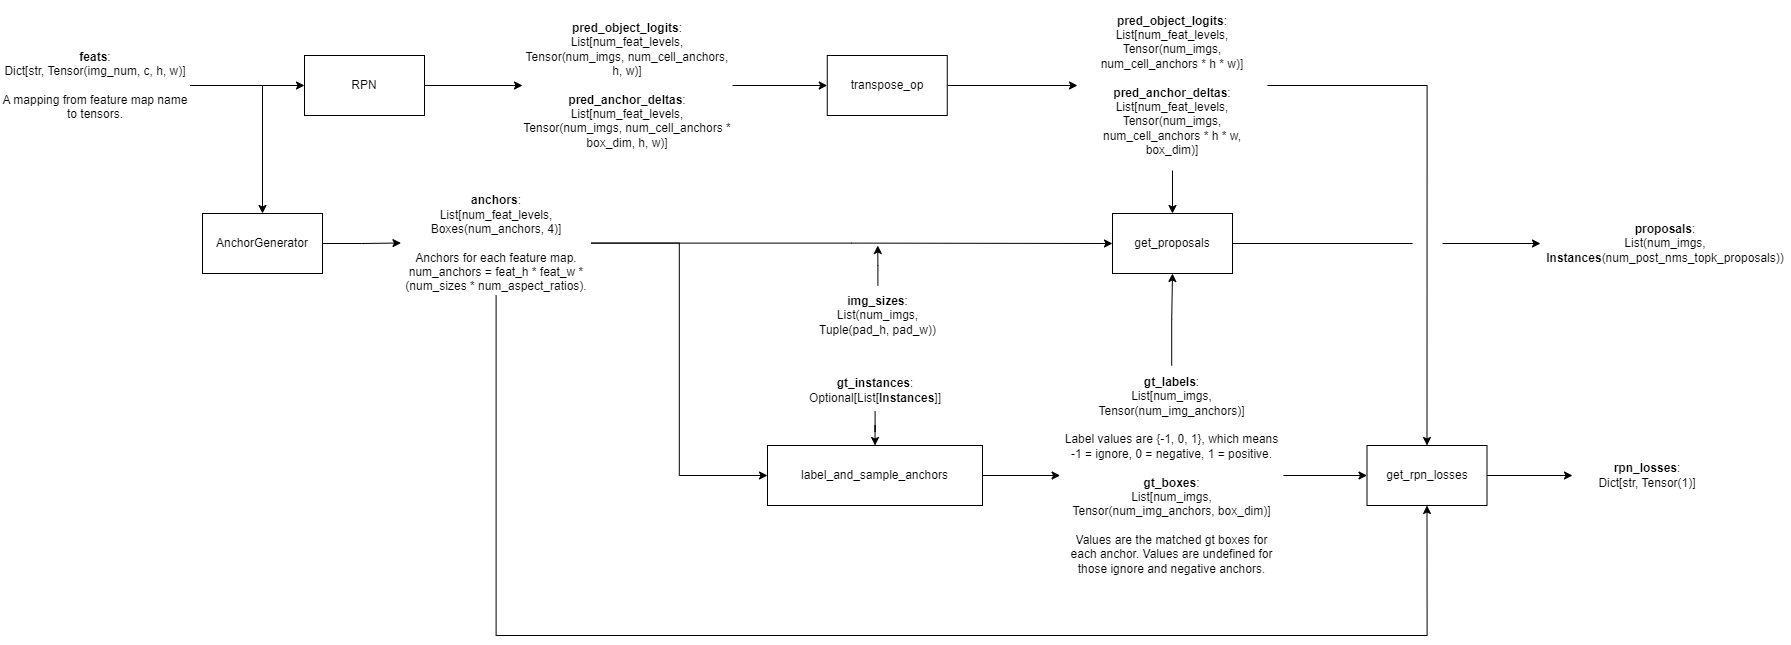 feats:
Dict[str, Tensor(img_num, c, h, w)]
A mapping from feature map name
to tensors.
RPN
pred_object_logits:
List[num_feat_levels,
Tensor(num_imgs, num_cell_anchors,
h, w)]
pred_anchor_deltas:
List[num_feat_levels,
Tensor(num_imgs, num_cell_anchors *
box_dim, h, w)]
transpose_op
pred_object_logits:
List[num_feat_levels,
Tensor(num_imgs,
num_cell_anchors * h * w)]
pred_anchor_deltas:
List[num_feat_levels,
Tensor(num_imgs,
num_cell_anchors * h * w,
box_dim)]
AnchorGenerator
anchors:
List[num_feat_levels,
Boxes(num_anchors, 4)]
Anchors for each feature map.
num_anchors = feat_h * feat_w *
(num_sizes * num_aspect_ratios).
img_sizes:
List(num_imgs,
Tuple(pad_h, pad_w))
get_proposals
proposals:
List(num_imgs,
Instances(num_post_nms_topk_proposals))
gt_instances:
Optional[List[Instances]]
label_and_sample_anchors
gt_labels:
List[num_imgs,
Tensor(num_img_anchors)]
Label values are {-1, 0, 1}, which means
-1 = ignore, 0 = negative, 1 = positive.
gt_boxes:
List[num_imgs,
Tensor(num_img_anchors, box_dim)]
Values are the matched gt boxes for
each anchor. Values are undefined for
those ignore and negative anchors.
get_rpn_losses
rpn_losses:
Dict[str, Tensor(1)]